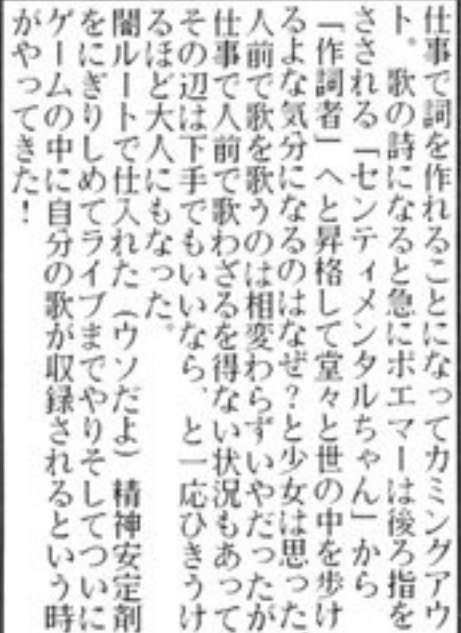 仕事で詞を作れることになってカミングアウ
ト。歌の詩になると急にポエマーは後ろ指を
さされる「センティメンタルちゃん」から
「作詞者」へと昇格して堂々と世の中を歩け
るよな気分になるのはなぜ?と少女は思った
人前で歌を歌うのは相変わらずいやだったが
仕事で人前で歌わざるを得ない状況もあって
その辺は下手でもいいなら、と一応ひきうけ
るほど大人にもなった。
闇ルートで仕入れた(ウソだよ)精神安定剤
をにぎりしめてライブまでやりそしてついに
ゲームの中に自分の歌が収録されるという時
がやってきた!